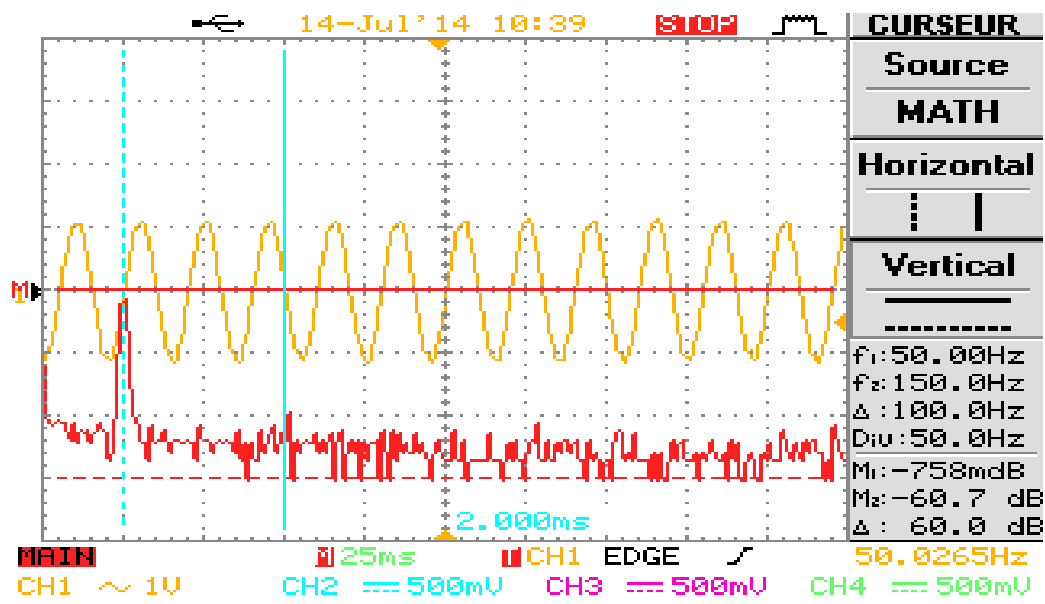 14-Jul'14 10:39 STOP
CURSEUR
Source
MATH
Horizontal
Vertical
M
1
f1:50.00Hz
f2:150.0Hz
Δ:100.0Hz
Div:50.0Hz
M1:-758mdB
M2:-60.7 dB
Δ: 60.0 dB
2.000ms
MAIN M 25ms T CH1 EDGE 50.0265Hz
CH1 ~ 1V CH2 500mV CH3 500mV CH4 500mV